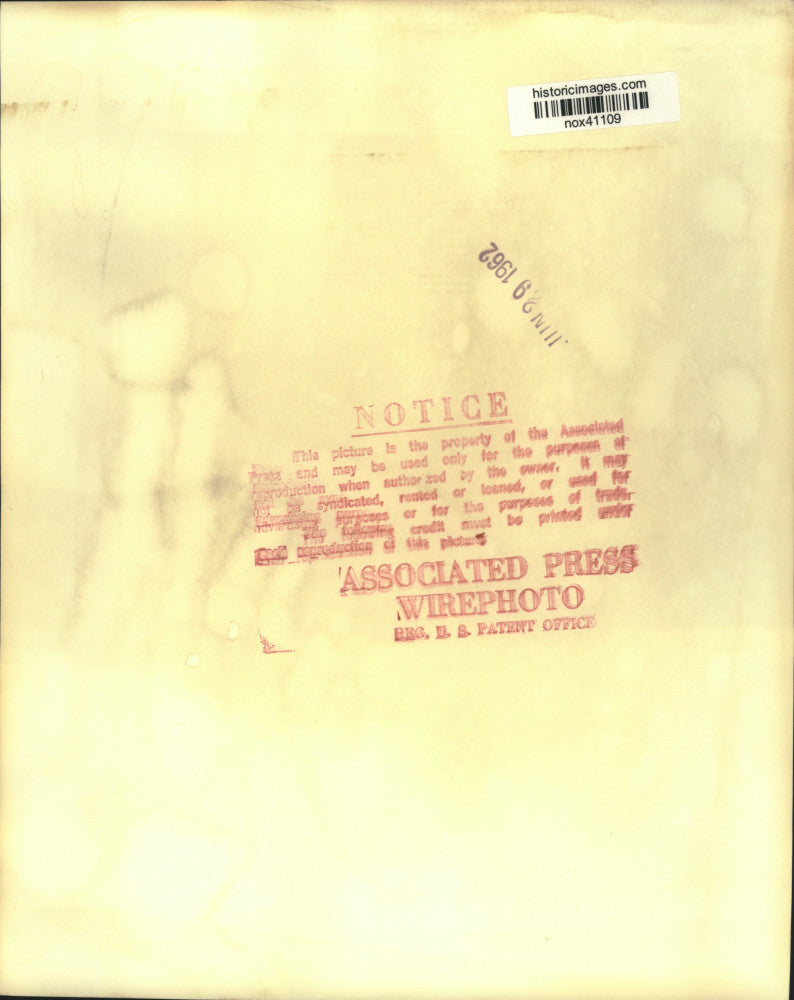 historicimages.com
nox41109
JUN 29 1962
NOTICE
This picture is the property of the Associated
Press and may be used only for the purposes of
reproduction when authorized by the owner. It may
not be syndicated, rented or loaned, or used for
advertising purposes or for the purposes of trade.
The following credit must be printed under
each reproduction of this picture
ASSOCIATED PRESS
WIREPHOTO
REG. U. S. PATENT OFFICE